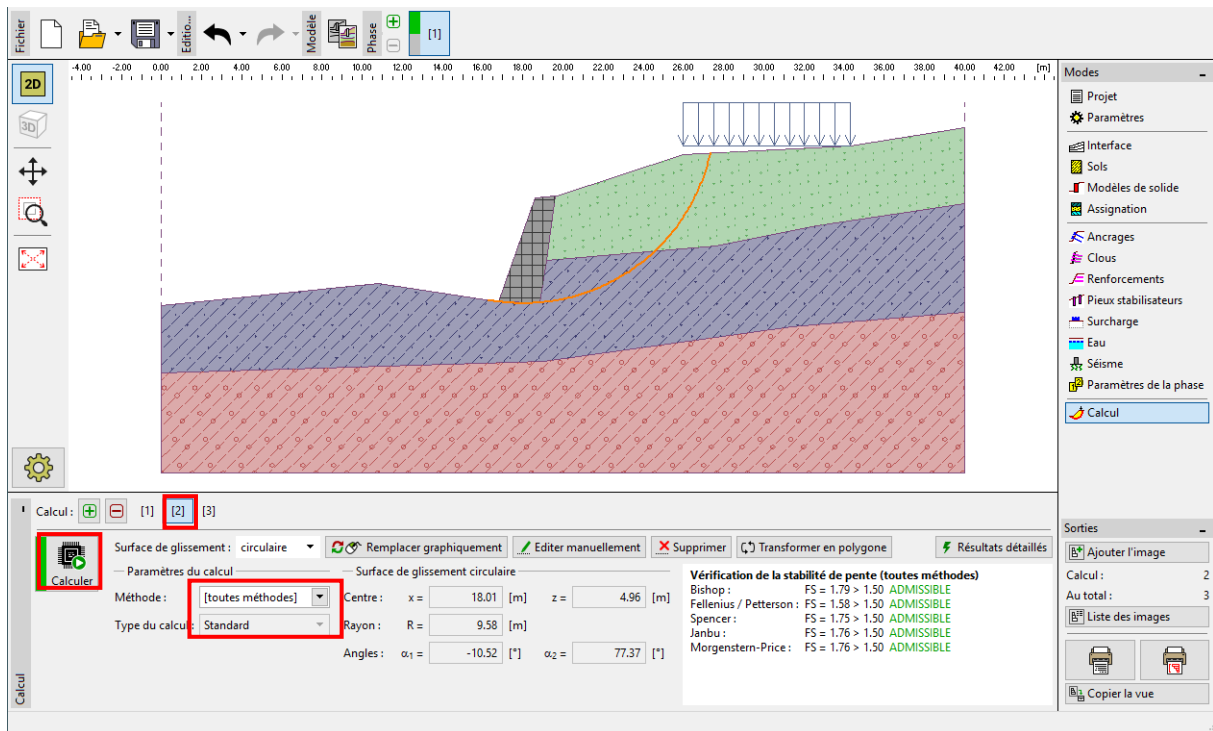 Fichier
Editio...
Modèle
Phase
[1]
-4.00 -2.00 0.00 2.00 4.00 6.00 8.00 10.00 12.00 14.00 16.00 18.00 20.00 22.00 24.00 26.00 28.00 30.00 32.00 34.00 36.00 38.00 40.00 42.00 [m]
2D
3D
Modes
Projet
Paramètres
Interface
Sols
Modèles de solide
Assignation
Ancrages
Clous
Renforcements
Pieux stabilisateurs
Surcharge
Eau
Séisme
Paramètres de la phase
Calcul
Calcul : [1] [2] [3]
Calculer
Surface de glissement : circulaire Remplacer graphiquement Editer manuellement Supprimer Transformer en polygone Résultats détaillés
Paramètres du calcul
Méthode : [toutes méthodes]
Type du calcul : Standard
Surface de glissement circulaire
Centre : x = 18.01 [m] z = 4.96 [m]
Rayon : R = 9.58 [m]
Angles : α1 = -10.52 [°] α2 = 77.37 [°]
Vérification de la stabilité de pente (toutes méthodes)
Bishop : FS = 1.79 > 1.50 ADMISSIBLE
Fellenius / Petterson : FS = 1.58 > 1.50 ADMISSIBLE
Spencer : FS = 1.75 > 1.50 ADMISSIBLE
Janbu : FS = 1.76 > 1.50 ADMISSIBLE
Morgenstern-Price : FS = 1.76 > 1.50 ADMISSIBLE
Calcul
Sorties
Ajouter l'image
Calcul : 2
Au total : 3
Liste des images
Copier la vue